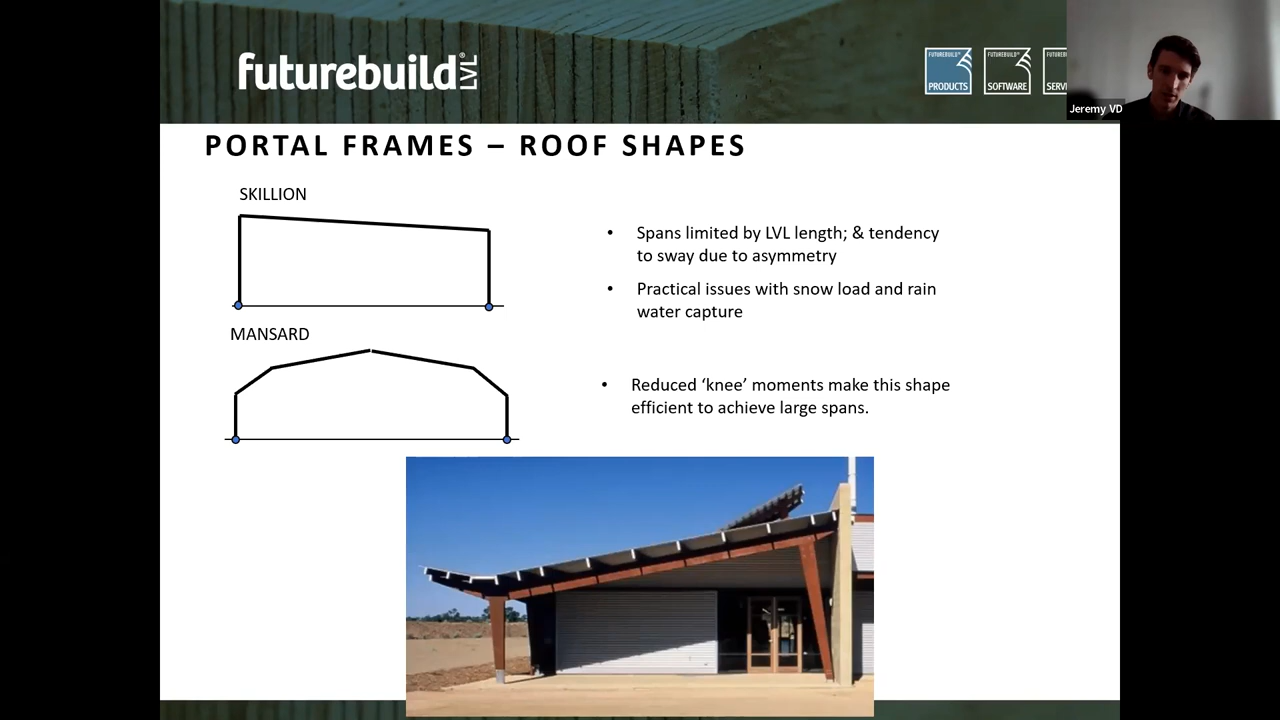 futurebuild LVL®
FUTUREBUILD® PRODUCTS
FUTUREBUILD® SOFTWARE
Jeremy VD
PORTAL FRAMES – ROOF SHAPES
SKILLION
• Spans limited by LVL length; & tendency
to sway due to asymmetry
• Practical issues with snow load and rain
water capture
MANSARD
• Reduced ‘knee’ moments make this shape
efficient to achieve large spans.